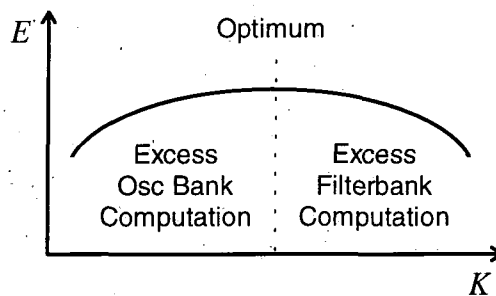 E
Optimum
Excess
Osc Bank
Computation
Excess
Filterbank
Computation
K